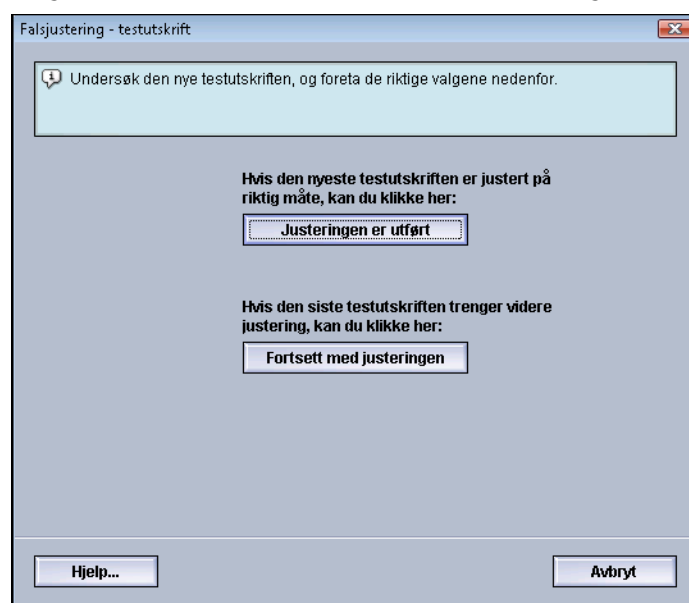 Falsjustering - testutskrift
Undersøk den nye testutskriften, og foreta de riktige valgene nedenfor.
Hvis den nyeste testutskriften er justert på
riktig måte, kan du klikke her:
Justeringen er utført
Hvis den siste testutskriften trenger videre
justering, kan du klikke her:
Fortsett med justeringen
Hjelp...
Avbryt